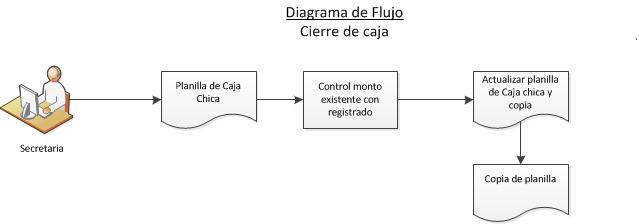 Diagrama de Flujo
Cierre de caja
Planilla de Caja
Chica
Control monto
existente con
registrado
Actualizar planilla
de Caja chica y
copia
Secretaria
Copia de planilla